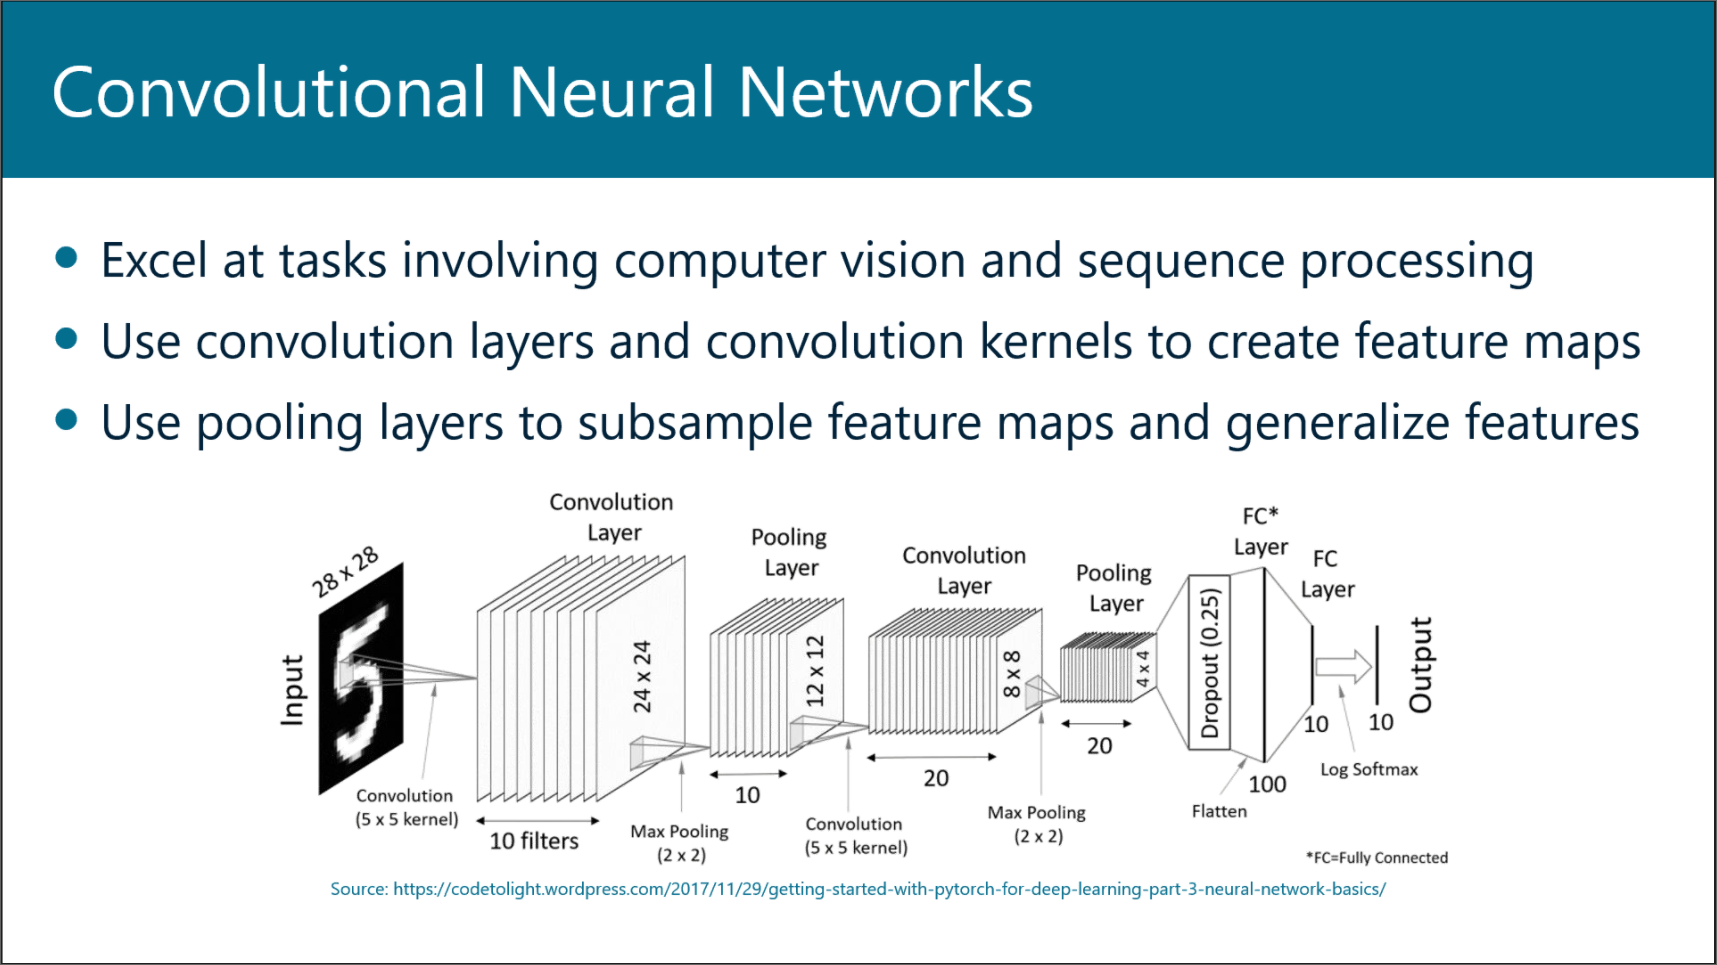 Convolutional Neural Networks
Excel at tasks involving computer vision and sequence processing
Use convolution layers and convolution kernels to create feature maps
Use pooling layers to subsample feature maps and generalize features
Input
28 x 28
Convolution
(5 x 5 kernel)
Convolution
Layer
24 x 24
10 filters
Max Pooling
(2 x 2)
Pooling
Layer
12 x 12
10
Convolution
(5 x 5 kernel)
Convolution
Layer
8 x 8
20
Max Pooling
(2 x 2)
Pooling
Layer
4 x 4
20
Dropout (0.25)
Flatten
FC*
Layer
100
FC
Layer
10
Log Softmax
10
Output
*FC=Fully Connected
Source: https://codetolight.wordpress.com/2017/11/29/getting-started-with-pytorch-for-deep-learning-part-3-neural-network-basics/